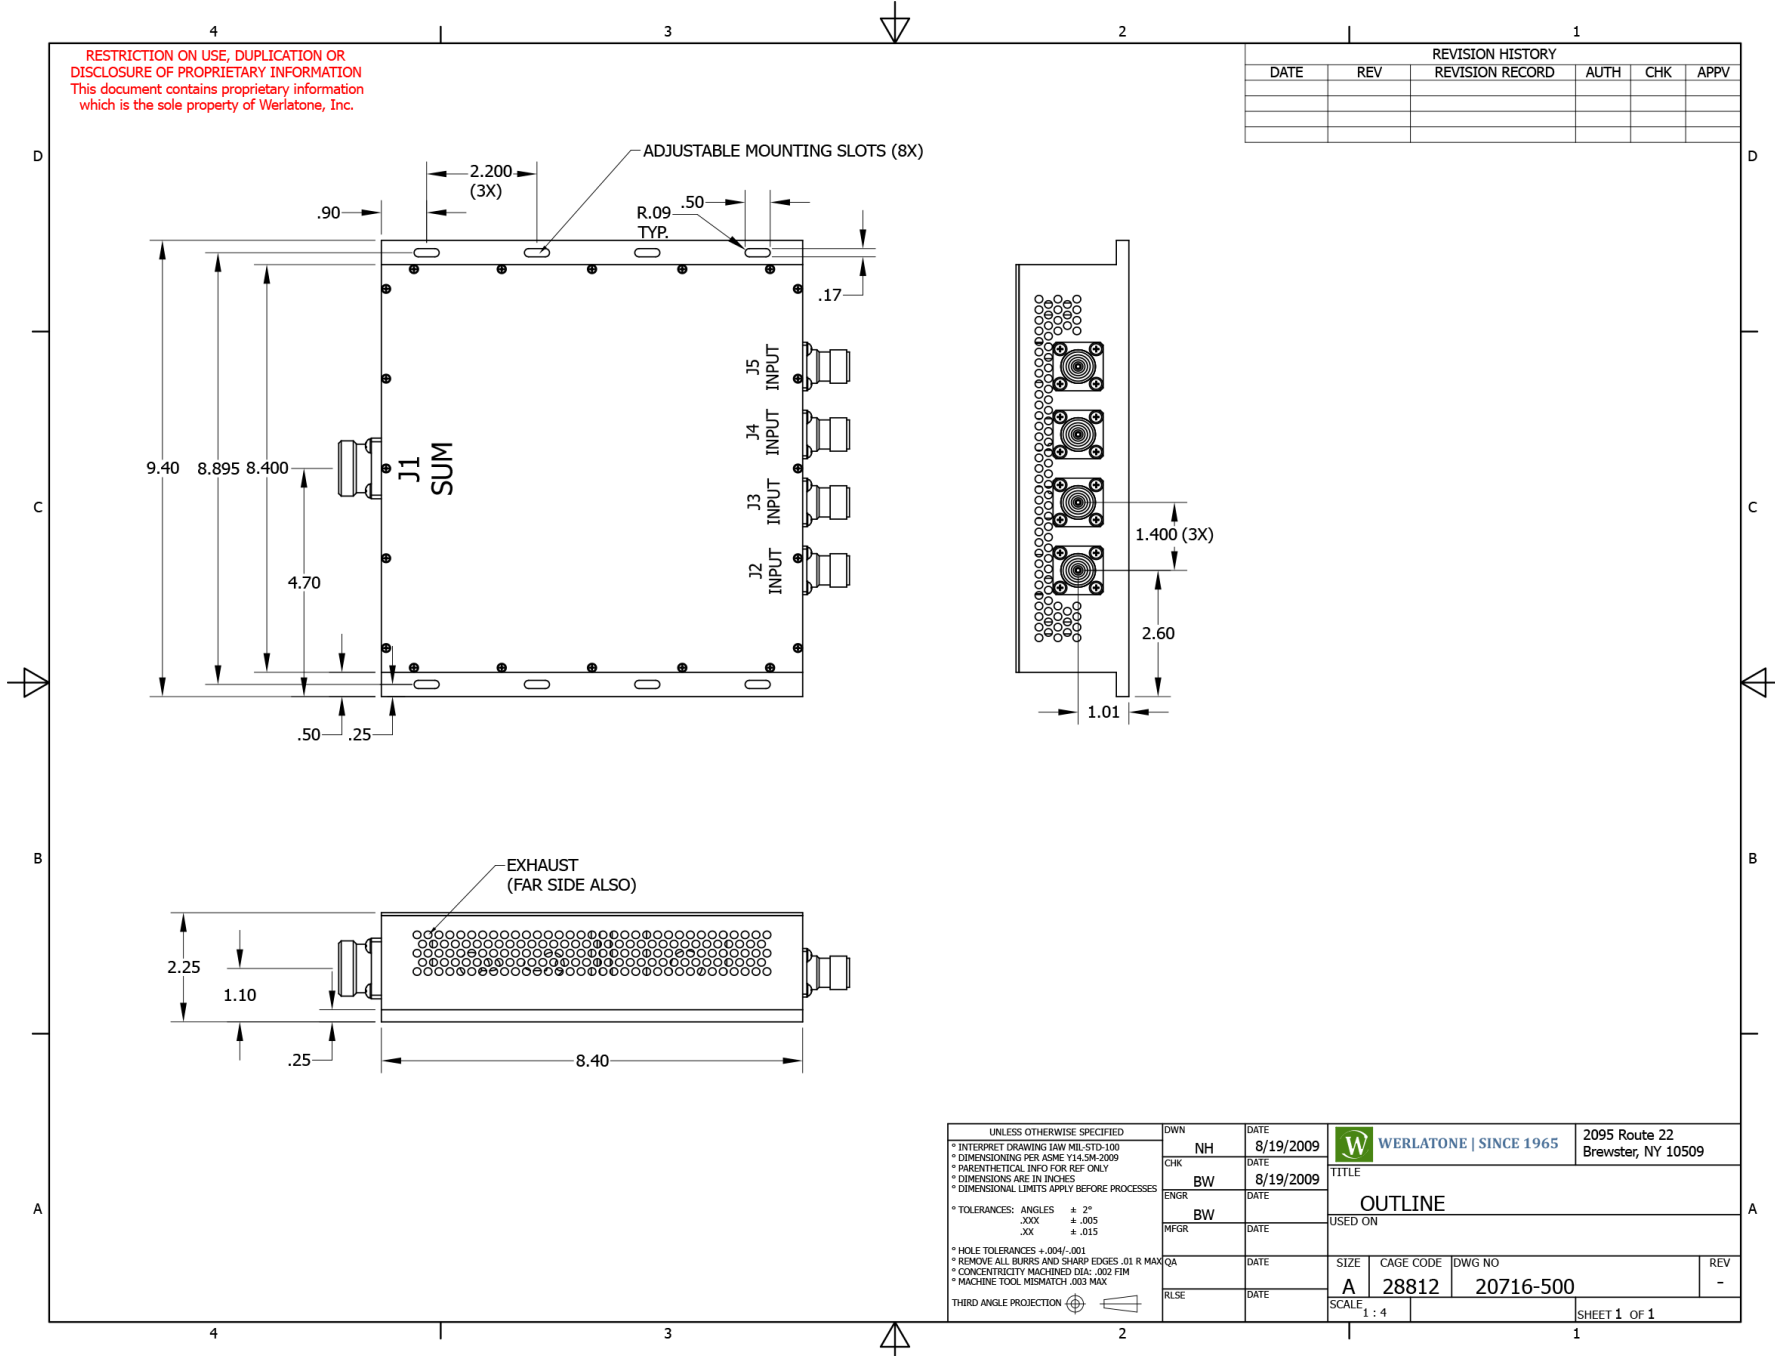 4 3 2 1
RESTRICTION ON USE, DUPLICATION OR
DISCLOSURE OF PROPRIETARY INFORMATION
This document contains proprietary information
which is the sole property of Werlatone, Inc.
REVISION HISTORY
DATE REV REVISION RECORD AUTH CHK APPV
D D
ADJUSTABLE MOUNTING SLOTS (8X)
2.200
(3X)
.90
.50
R.09
TYP.
.17
J5
INPUT
J4
INPUT
J3
INPUT
J2
INPUT
J1
SUM
9.40 8.895 8.400
4.70
.50 .25
C C
1.400 (3X)
2.60
1.01
B B
EXHAUST
(FAR SIDE ALSO)
2.25
1.10
.25
8.40
A A
UNLESS OTHERWISE SPECIFIED
° INTERPRET DRAWING IAW MIL-STD-100
° DIMENSIONING PER ASME Y14.5M-2009
° PARENTHETICAL INFO FOR REF ONLY
° DIMENSIONS ARE IN INCHES
° DIMENSIONAL LIMITS APPLY BEFORE PROCESSES
° TOLERANCES: ANGLES ± 2°
.XXX ± .005
.XX ± .015
° HOLE TOLERANCES +.004/-.001
° REMOVE ALL BURRS AND SHARP EDGES .01 R MAX
° CONCENTRICITY MACHINED DIA: .002 FIM
° MACHINE TOOL MISMATCH .003 MAX
THIRD ANGLE PROJECTION
DWN NH DATE 8/19/2009
CHK BW DATE 8/19/2009
ENGR BW DATE
MFGR DATE
QA DATE
RLSE DATE
W WERLATONE | SINCE 1965
2095 Route 22
Brewster, NY 10509
TITLE
OUTLINE
USED ON
SIZE CAGE CODE DWG NO REV
A 28812 20716-500 -
SCALE 1 : 4
SHEET 1 OF 1
4 3 2 1